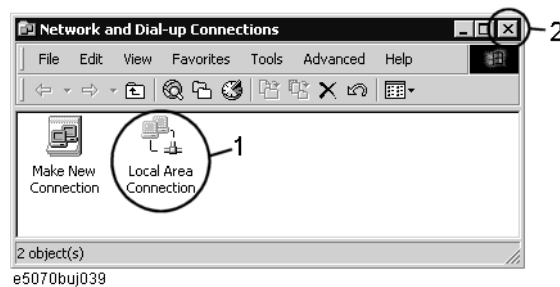 Network and Dial-up Connections
2
File Edit View Favorites Tools Advanced Help
1
Make New Connection
Local Area Connection
2 object(s)
e5070buj039